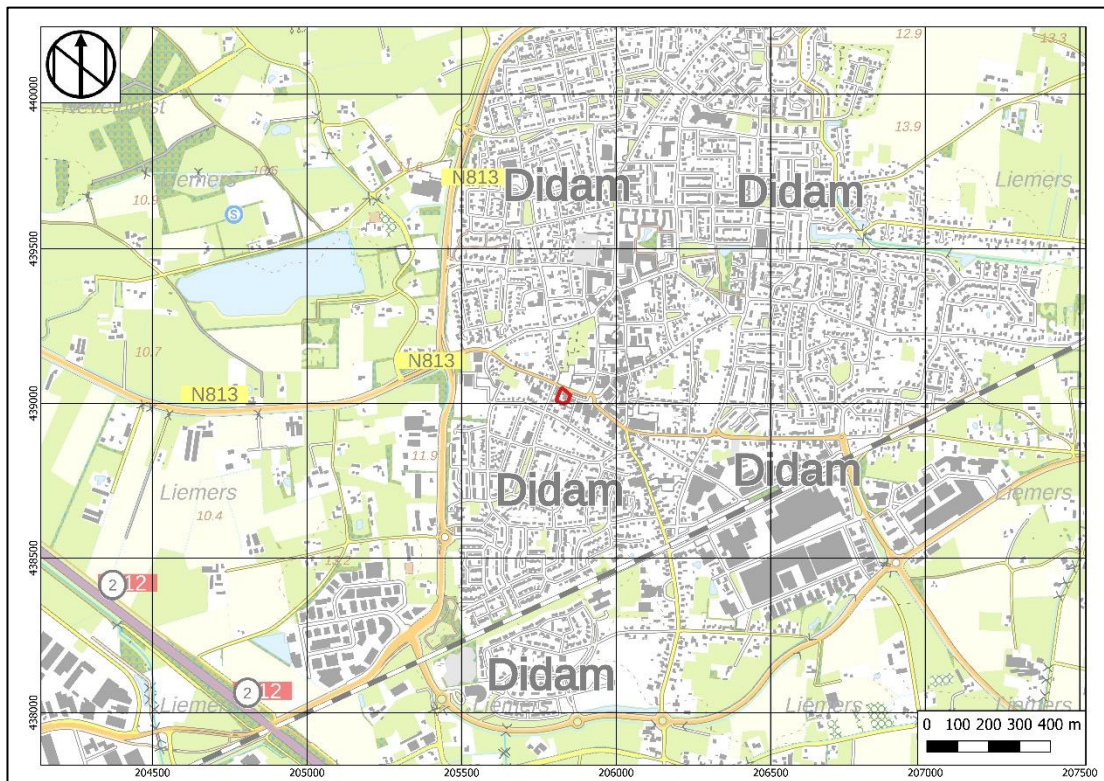 12.9
13.3
440000
13.9
Liemers
10.6
N813
Didam
Didam
Liemers
10.9
S
439500
10.7
N813
N813
439000
11.9
Didam
Didam
Liemers
Liemers
10.4
438500
2
12
2
12
Didam
Liemers
Liemers
Liemers
Liemers
438000
0 100 200 300 400 m
204500 205000 205500 206000 206500 207000 207500